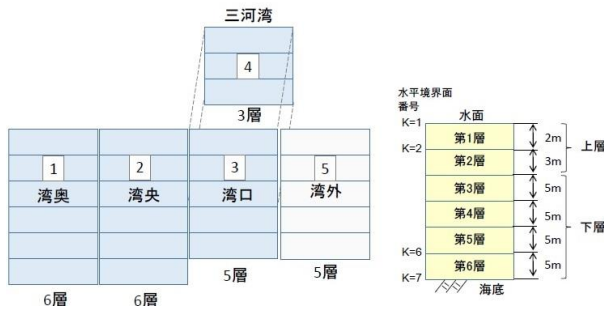 三河湾
4
3層
1
2
3
5
湾奥
湾央
湾口
湾外
6層
6層
5層
5層
水平境界面
番号
水面
K=1
K=2
K=6
K=7
第1層
第2層
第3層
第4層
第5層
第6層
2m
3m
5m
5m
5m
5m
上層
下層
海底